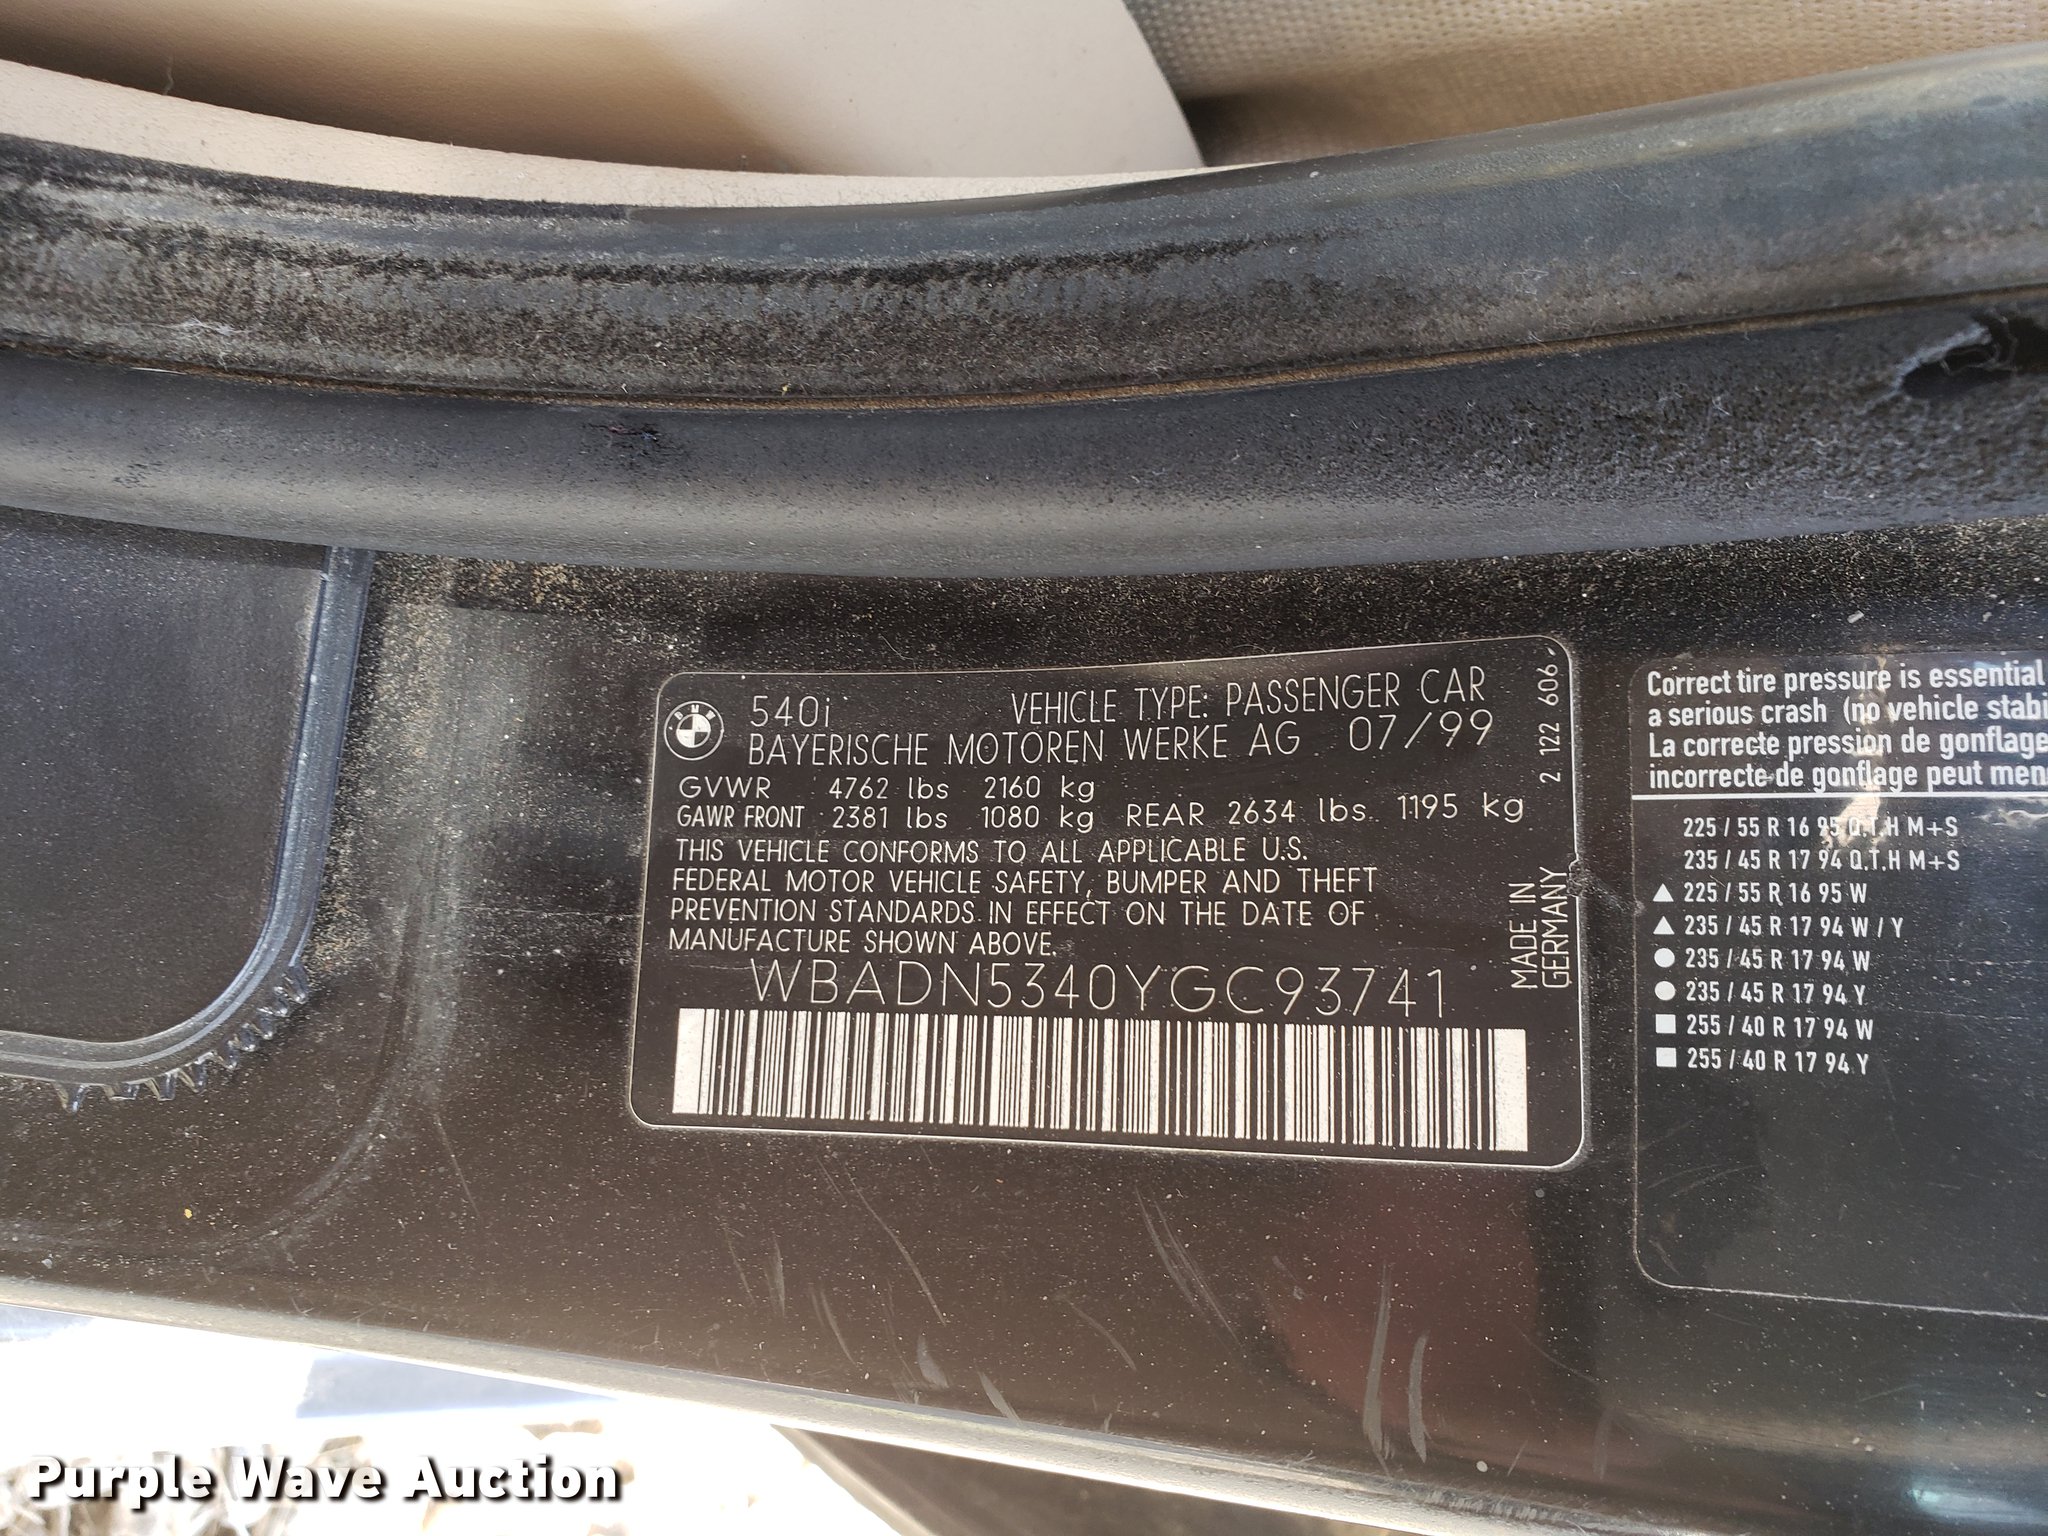 540i VEHICLE TYPE: PASSENGER CAR
BAYERISCHE MOTOREN WERKE AG 07/99
GVWR 4762 lbs 2160 kg
GAWR FRONT 2381 lbs 1080 kg REAR 2634 lbs. 1195 kg
THIS VEHICLE CONFORMS TO ALL APPLICABLE U.S.
FEDERAL MOTOR VEHICLE SAFETY, BUMPER AND THEFT
PREVENTION STANDARDS IN EFFECT ON THE DATE OF
MANUFACTURE SHOWN ABOVE.
WBADN5340YGC93741
2 122 606
MADE IN
GERMANY
Correct tire pressure is essential
a serious crash (no vehicle stabi
La correcte pression de gonflage
incorrecte de gonflage peut men
225 / 55 R 16 95 Q.T.H M+S
235 / 45 R 17 94 Q.T.H M+S
▲ 225 / 55 R 16 95 W
▲ 235 / 45 R 17 94 W / Y
● 235 / 45 R 17 94 W
● 235 / 45 R 17 94 Y
■ 255 / 40 R 17 94 W
■ 255 / 40 R 17 94 Y
Purple Wave Auction